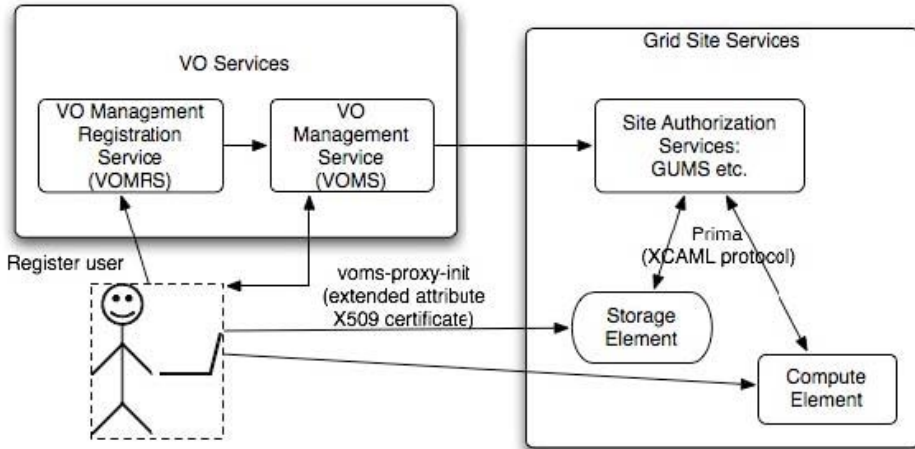 VO Services
VO Management
Registration
Service
(VOMRS)
VO
Management
Service
(VOMS)
Grid Site Services
Site Authorization
Services:
GUMS etc.
Prima
(XCAML protocol)
Register user
voms-proxy-init
(extended attribute
X509 certificate)
Storage
Element
Compute
Element